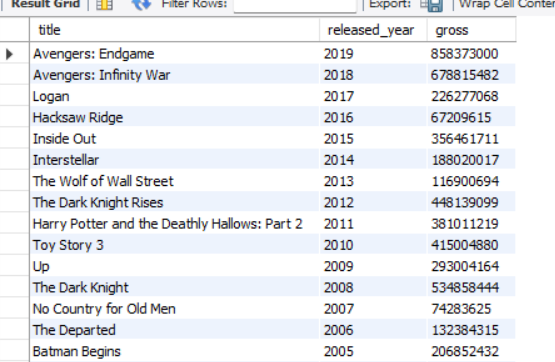 Result Grid Filter Rows: Export: Wrap Cell Conten
title released_year gross
Avengers: Endgame 2019 858373000
Avengers: Infinity War 2018 678815482
Logan 2017 226277068
Hacksaw Ridge 2016 67209615
Inside Out 2015 356461711
Interstellar 2014 188020017
The Wolf of Wall Street 2013 116900694
The Dark Knight Rises 2012 448139099
Harry Potter and the Deathly Hallows: Part 2 2011 381011219
Toy Story 3 2010 415004880
Up 2009 293004164
The Dark Knight 2008 534858444
No Country for Old Men 2007 74283625
The Departed 2006 132384315
Batman Begins 2005 206852432